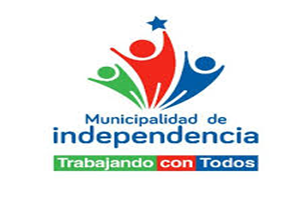 Municipalidad de
independencia
Trabajando con Todos